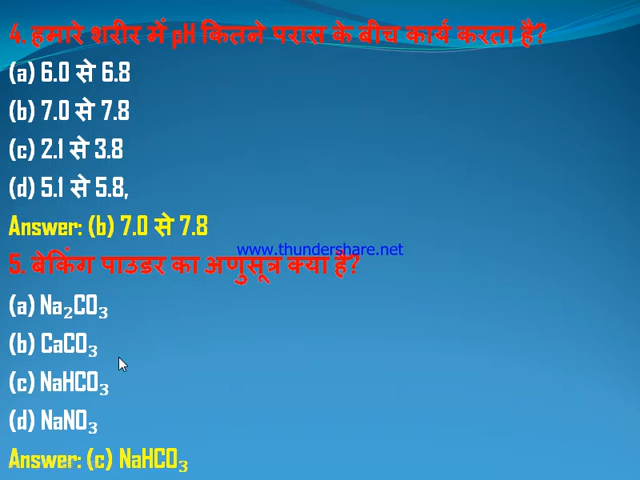 4. हमारे शरीर में pH कितने परास के बीच कार्य करता है?
(a) 6.0 से 6.8
(b) 7.0 से 7.8
(c) 2.1 से 3.8
(d) 5.1 से 5.8,
Answer: (b) 7.0 से 7.8
www.thundershare.net
5. बेकिंग पाउडर का अणुसूत्र क्या है?
(a) Na₂CO₃
(b) CaCO₃
(c) NaHCO₃
(d) NaNO₃
Answer: (c) NaHCO₃